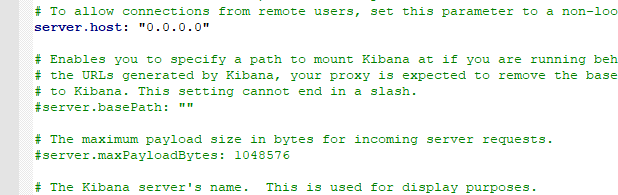 # To allow connections from remote users, set this parameter to a non-loo
server.host: "0.0.0.0"
# Enables you to specify a path to mount Kibana at if you are running beh
# the URLs generated by Kibana, your proxy is expected to remove the base
# to Kibana. This setting cannot end in a slash.
#server.basePath: ""
# The maximum payload size in bytes for incoming server requests.
#server.maxPayloadBytes: 1048576
# The Kibana server's name.  This is used for display purposes.